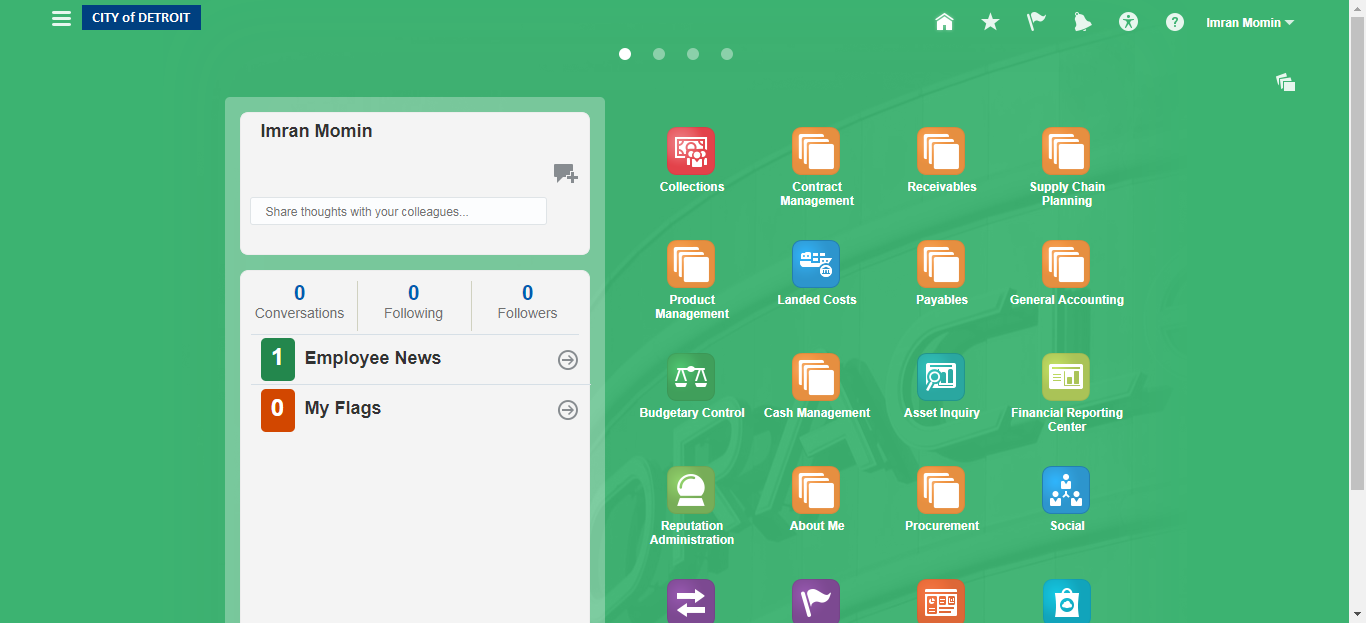 CITY of DETROIT
?
Imran Momin
Imran Momin
Share thoughts with your colleagues...
0 0 0
Conversations Following Followers
1 Employee News
0 My Flags
Collections
Contract
Management
Receivables
Supply Chain
Planning
Product
Management
Landed Costs
Payables
General Accounting
Budgetary Control
Cash Management
Asset Inquiry
Financial Reporting
Center
Reputation
Administration
About Me
Procurement
Social
ORACL